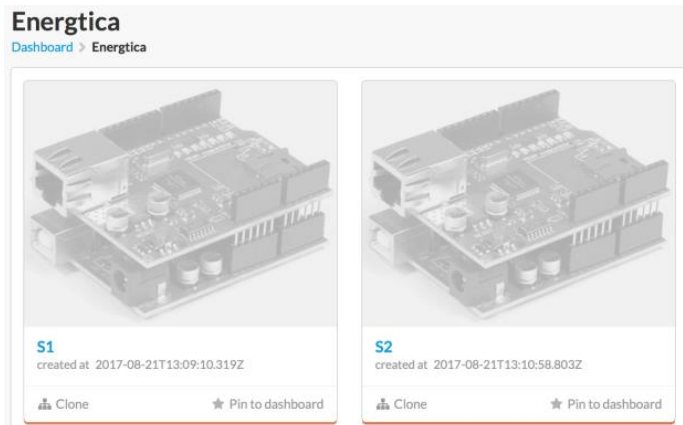 Energtica
Dashboard > Energtica
S1
created at 2017-08-21T13:09:10.319Z
Clone
Pin to dashboard
S2
created at 2017-08-21T13:10:58.803Z
Clone
Pin to dashboard